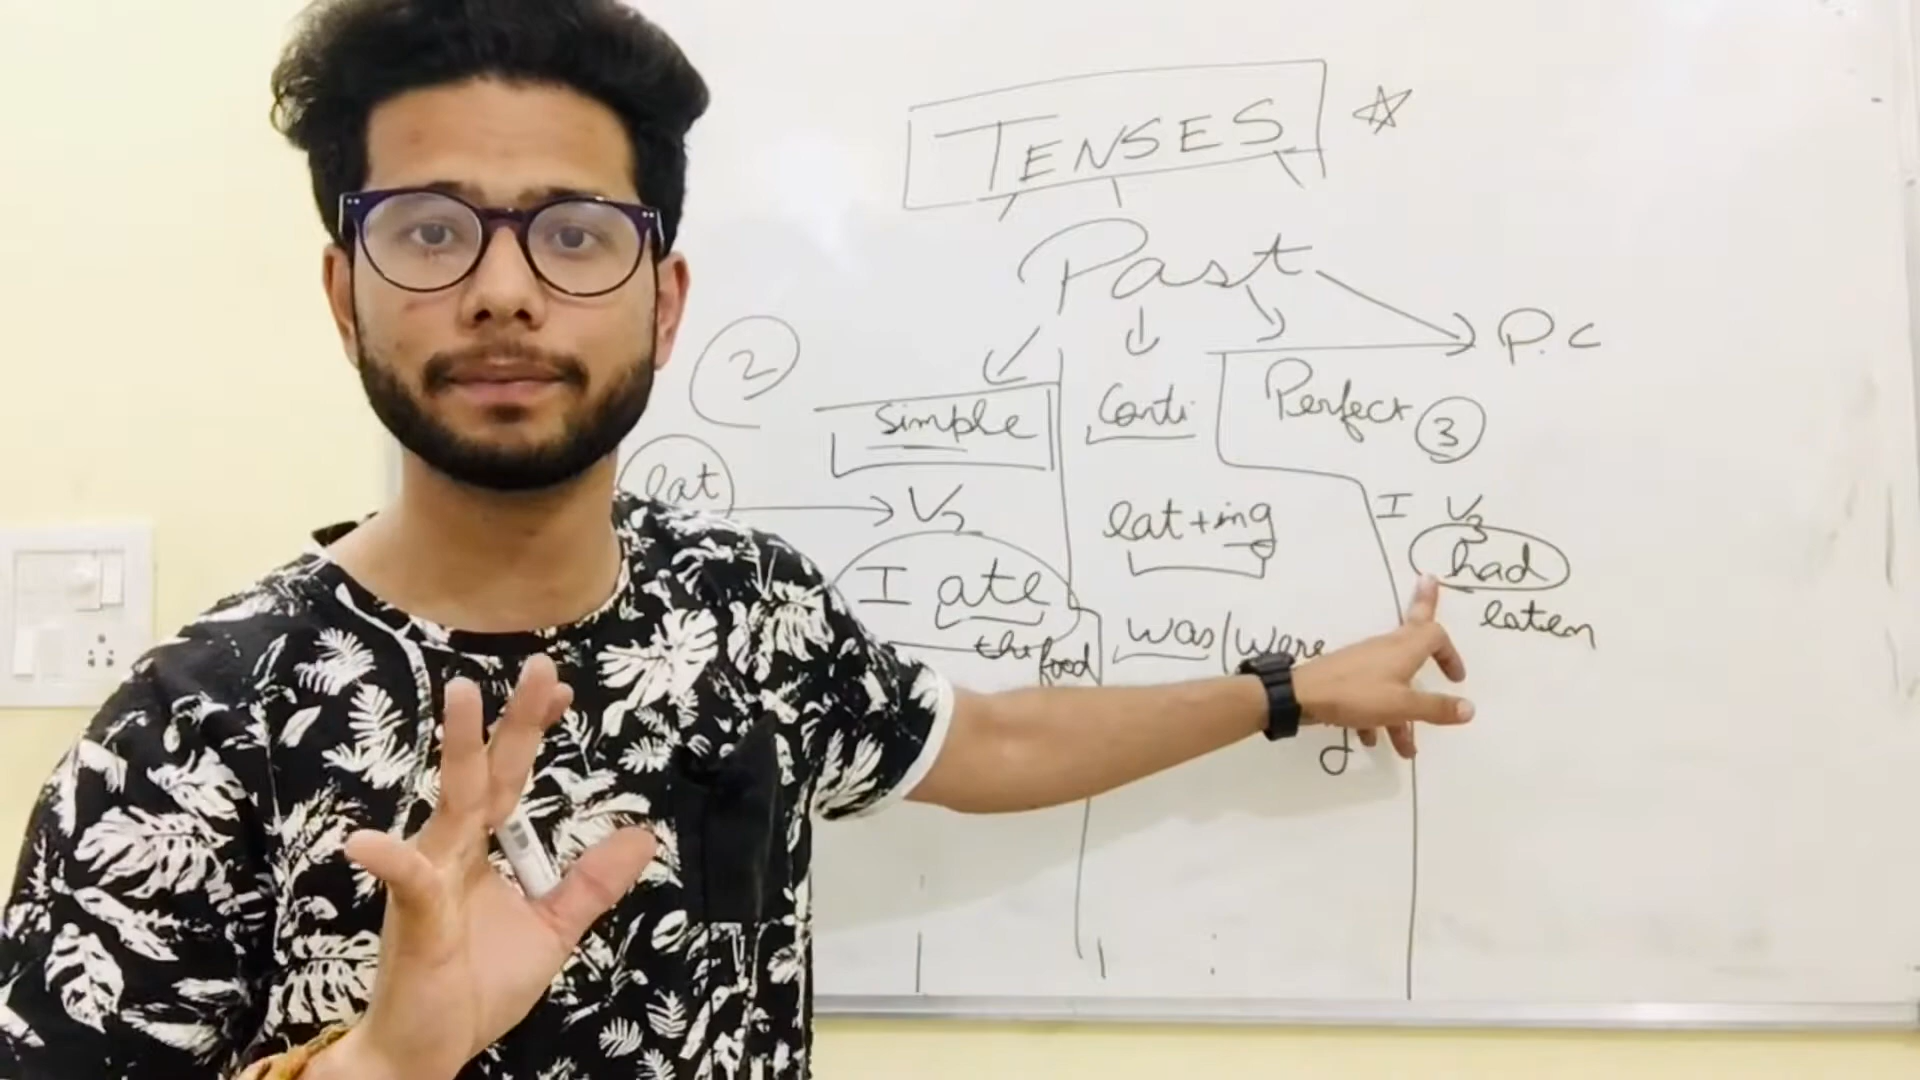 TENSES
Past
P.C
2
Simple
Conti
Perfect 3
eat
V2
eat+ing
I V3
had
I ate
eaten
the food
was/were
g